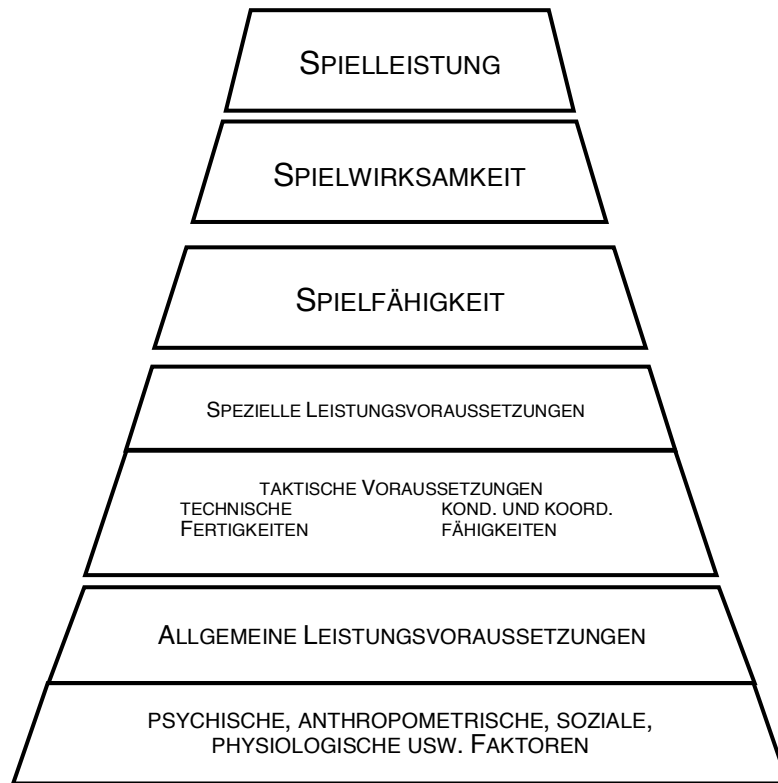 SPIELLEISTUNG
SPIELWIRKSAMKEIT
SPIELFÄHIGKEIT
SPEZIELLE LEISTUNGSVORAUSSETZUNGEN
TAKTISCHE VORAUSSETZUNGEN
TECHNISCHE KOND. UND KOORD.
FERTIGKEITEN FÄHIGKEITEN
ALLGEMEINE LEISTUNGSVORAUSSETZUNGEN
PSYCHISCHE, ANTHROPOMETRISCHE, SOZIALE,
PHYSIOLOGISCHE USW. FAKTOREN